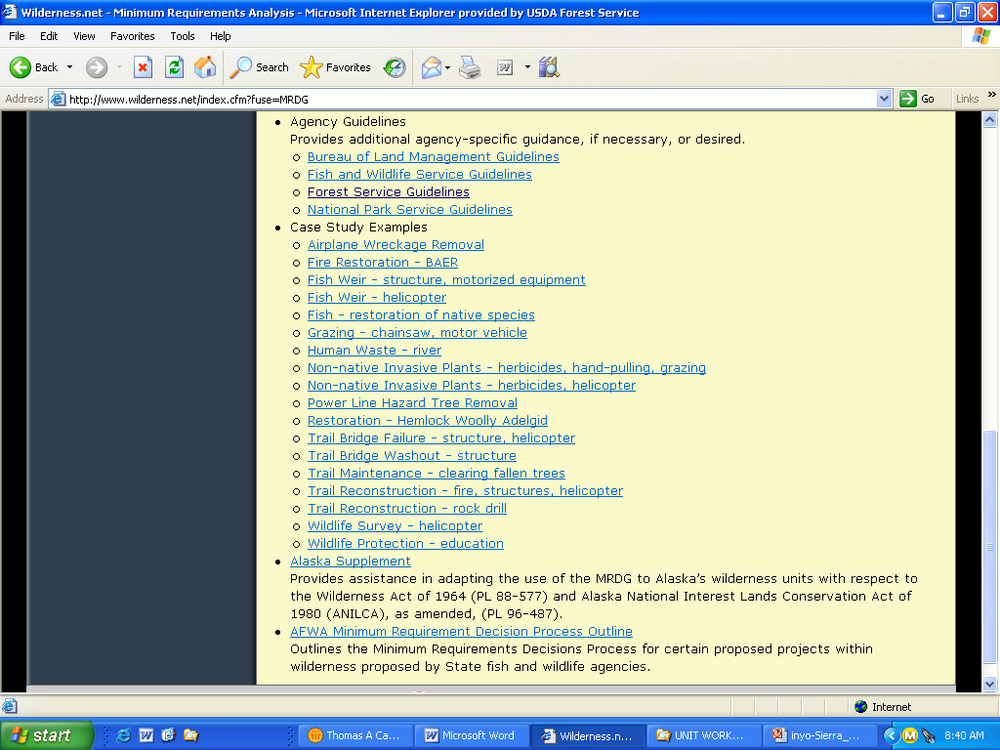 Wilderness.net - Minimum Requirements Analysis - Microsoft Internet Explorer provided by USDA Forest Service
File Edit View Favorites Tools Help
Back Search Favorites
Address http://www.wilderness.net/index.cfm?fuse=MRDG Go Links »
• Agency Guidelines
Provides additional agency-specific guidance, if necessary, or desired.
○ Bureau of Land Management Guidelines
○ Fish and Wildlife Service Guidelines
○ Forest Service Guidelines
○ National Park Service Guidelines
• Case Study Examples
○ Airplane Wreckage Removal
○ Fire Restoration - BAER
○ Fish Weir - structure, motorized equipment
○ Fish Weir - helicopter
○ Fish - restoration of native species
○ Grazing - chainsaw, motor vehicle
○ Human Waste - river
○ Non-native Invasive Plants - herbicides, hand-pulling, grazing
○ Non-native Invasive Plants - herbicides, helicopter
○ Power Line Hazard Tree Removal
○ Restoration - Hemlock Woolly Adelgid
○ Trail Bridge Failure - structure, helicopter
○ Trail Bridge Washout - structure
○ Trail Maintenance - clearing fallen trees
○ Trail Reconstruction - fire, structures, helicopter
○ Trail Reconstruction - rock drill
○ Wildlife Survey - helicopter
○ Wildlife Protection - education
• Alaska Supplement
Provides assistance in adapting the use of the MRDG to Alaska's wilderness units with respect to
the Wilderness Act of 1964 (PL 88-577) and Alaska National Interest Lands Conservation Act of
1980 (ANILCA), as amended, (PL 96-487).
• AFWA Minimum Requirement Decision Process Outline
Outlines the Minimum Requirements Decisions Process for certain proposed projects within
wilderness proposed by State fish and wildlife agencies.
Internet
start Thomas A Ca... Microsoft Word Wilderness.n... UNIT WORK... inyo-Sierra_... 8:40 AM